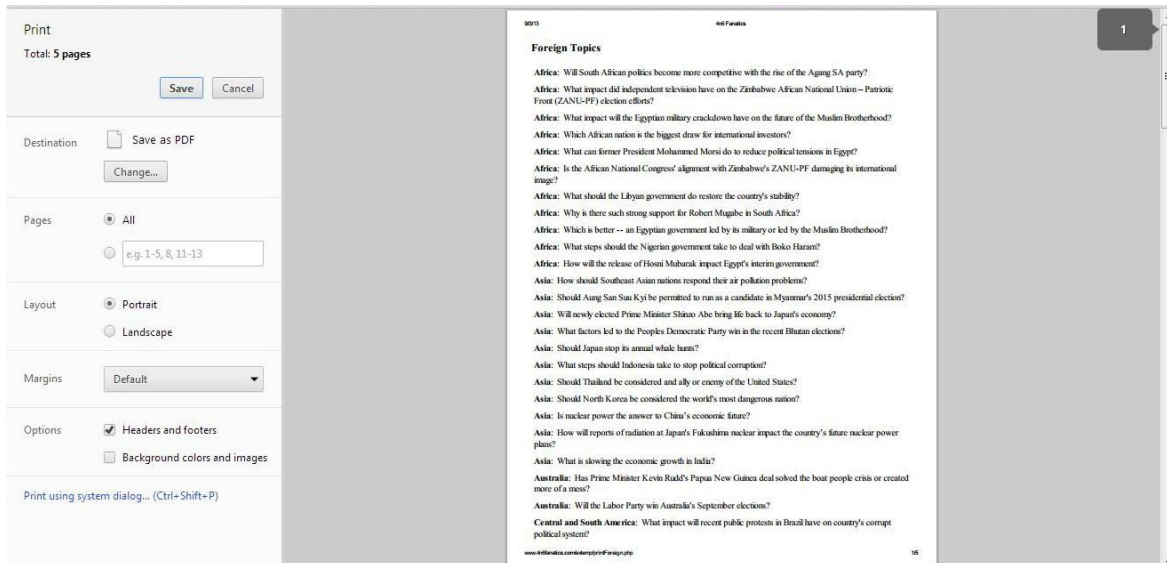 Print
Total: 5 pages
Save
Cancel
Destination
Save as PDF
Change...
Pages
All
e.g. 1-5, 8, 11-13
Layout
Portrait
Landscape
Margins
Default
Options
Headers and footers
Background colors and images
Print using system dialog... (Ctrl+Shift+P)
9/3/13
4n6 Fanatics
1
Foreign Topics
Africa: Will South African politics become more competitive with the rise of the Agang SA party?
Africa: What impact did independent television have on the Zimbabwe African National Union – Patriotic
Front (ZANU-PF) election efforts?
Africa: What impact will the Egyptian military crackdown have on the future of the Muslim Brotherhood?
Africa: Which African nation is the biggest draw for international investors?
Africa: What can former President Mohammed Morsi do to reduce political tensions in Egypt?
Africa: Is the African National Congress' alignment with Zimbabwe's ZANU-PF damaging its international
image?
Africa: What should the Libyan government do restore the country's stability?
Africa: Why is there such strong support for Robert Mugabe in South Africa?
Africa: Which is better -- an Egyptian government led by its military or led by the Muslim Brotherhood?
Africa: What steps should the Nigerian government take to deal with Boko Haram?
Africa: How will the release of Hosni Mubarak impact Egypt's interim government?
Asia: How should Southeast Asian nations respond their air pollution problems?
Asia: Should Aung San Suu Kyi be permitted to run as a candidate in Myanmar's 2015 presidential election?
Asia: Will newly elected Prime Minister Shinzo Abe bring life back to Japan's economy?
Asia: What factors led to the Peoples Democratic Party win in the recent Bhutan elections?
Asia: Should Japan stop its annual whale hunts?
Asia: What steps should Indonesia take to stop political corruption?
Asia: Should Thailand be considered and ally or enemy of the United States?
Asia: Should North Korea be considered the world's most dangerous nation?
Asia: Is nuclear power the answer to China's economic future?
Asia: How will reports of radiation at Japan's Fukushima nuclear impact the country's future nuclear power
plans?
Asia: What is slowing the economic growth in India?
Australia: Has Prime Minister Kevin Rudd's Papua New Guinea deal solved the boat people crisis or created
more of a mess?
Australia: Will the Labor Party win Australia's September elections?
Central and South America: What impact will recent public protests in Brazil have on country's corrupt
political system?
www.4n6fanatics.com/extemp/printForeign.php
1/5